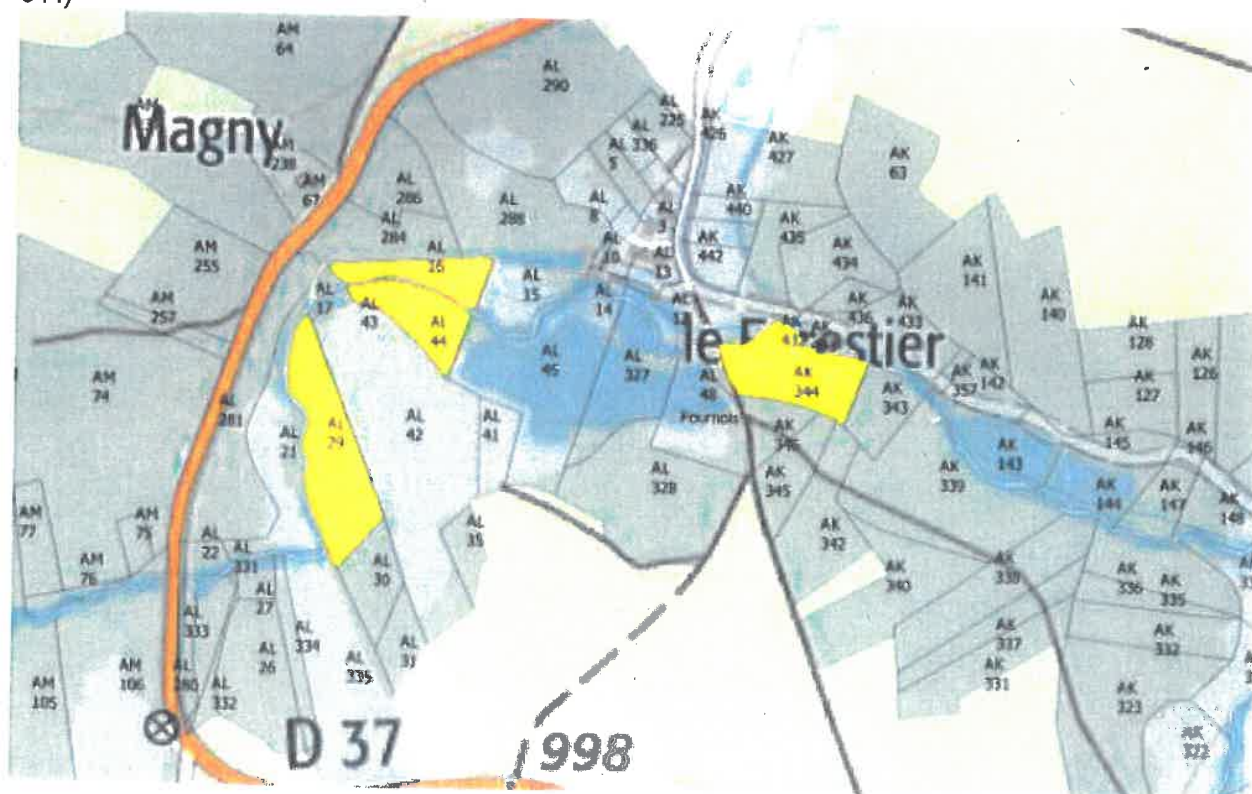 AM
64
AL
290
Magny
AM
238
AM
67
AL
225
AL
336
AK
426
AL
5
AK
427
AK
63
AL
286
AL
288
AL
8
AL
3
AK
440
AL
284
AK
435
AM
255
AL
16
AL
10
AL
13
AK
442
AK
434
AK
141
AL
15
AL
14
AL
17
AL
43
AM
257
AK
436
AK
433
AK
140
AL
44
le Forestier
AK
128
AK
126
AL
45
AL
327
AL
48
AK
344
AK
357
AK
142
AM
74
AK
127
AL
281
AK
343
Fournols
AL
21
AL
29
AL
42
AL
41
AK
145
AK
146
AK
143
AL
328
AK
345
AK
339
AK
144
AK
147
AK
148
AM
77
AM
75
AL
22
AL
331
AL
35
AK
342
AM
76
AL
30
AK
340
AK
338
AK
336
AK
335
AL
27
AL
333
AL
334
AL
26
AL
31
AK
337
AK
332
AL
335
AK
331
AM
105
AM
106
AL
280
AL
332
AK
323
AK
322
D 37
998